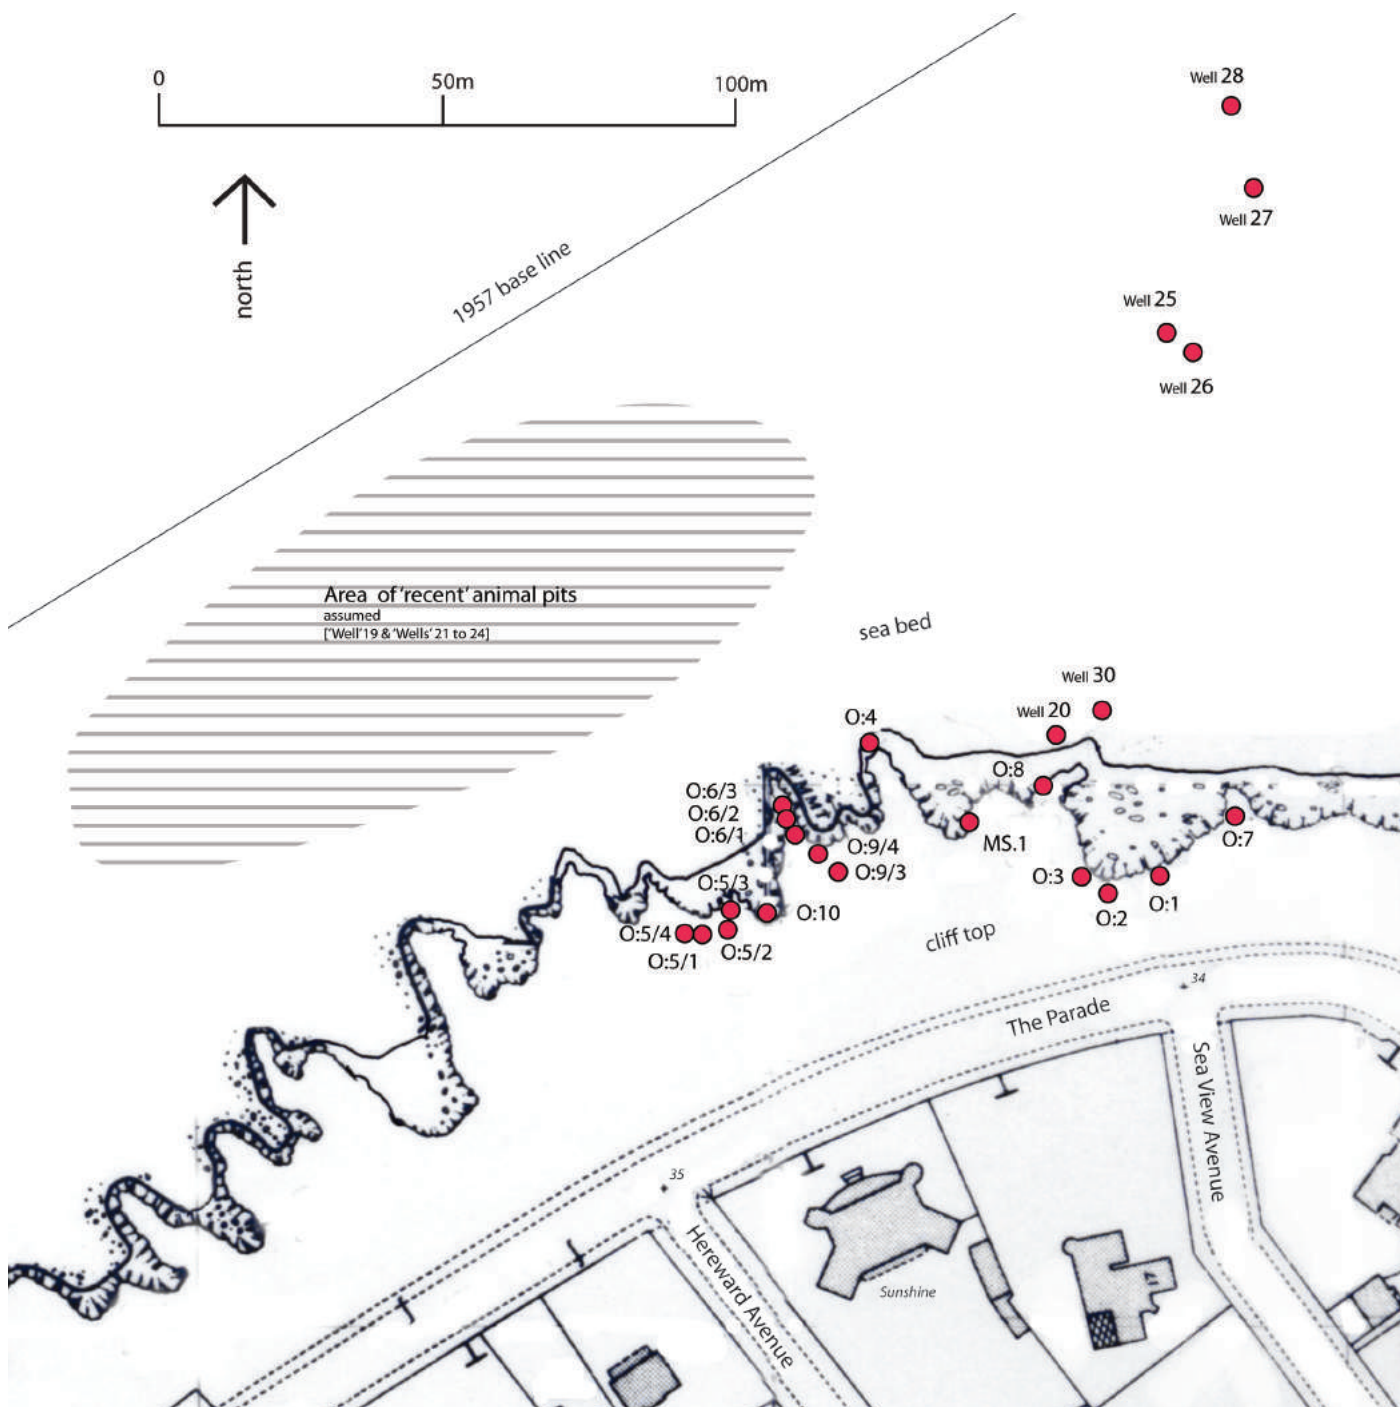 0
50m
100m
Well 28
Well 27
north
1957 base line
Well 25
Well 26
Area of 'recent' animal pits
assumed
['Well' 19 & 'Wells' 21 to 24]
sea bed
Well 30
Well 20
O:4
O:8
O:6/3
O:6/2
O:6/1
O:9/4
O:9/3
MS.1
O:7
O:3
O:2
O:1
O:5/3
O:10
O:5/4
O:5/1
O:5/2
cliff top
34
The Parade
Sea View Avenue
35
Hereward Avenue
Sunshine